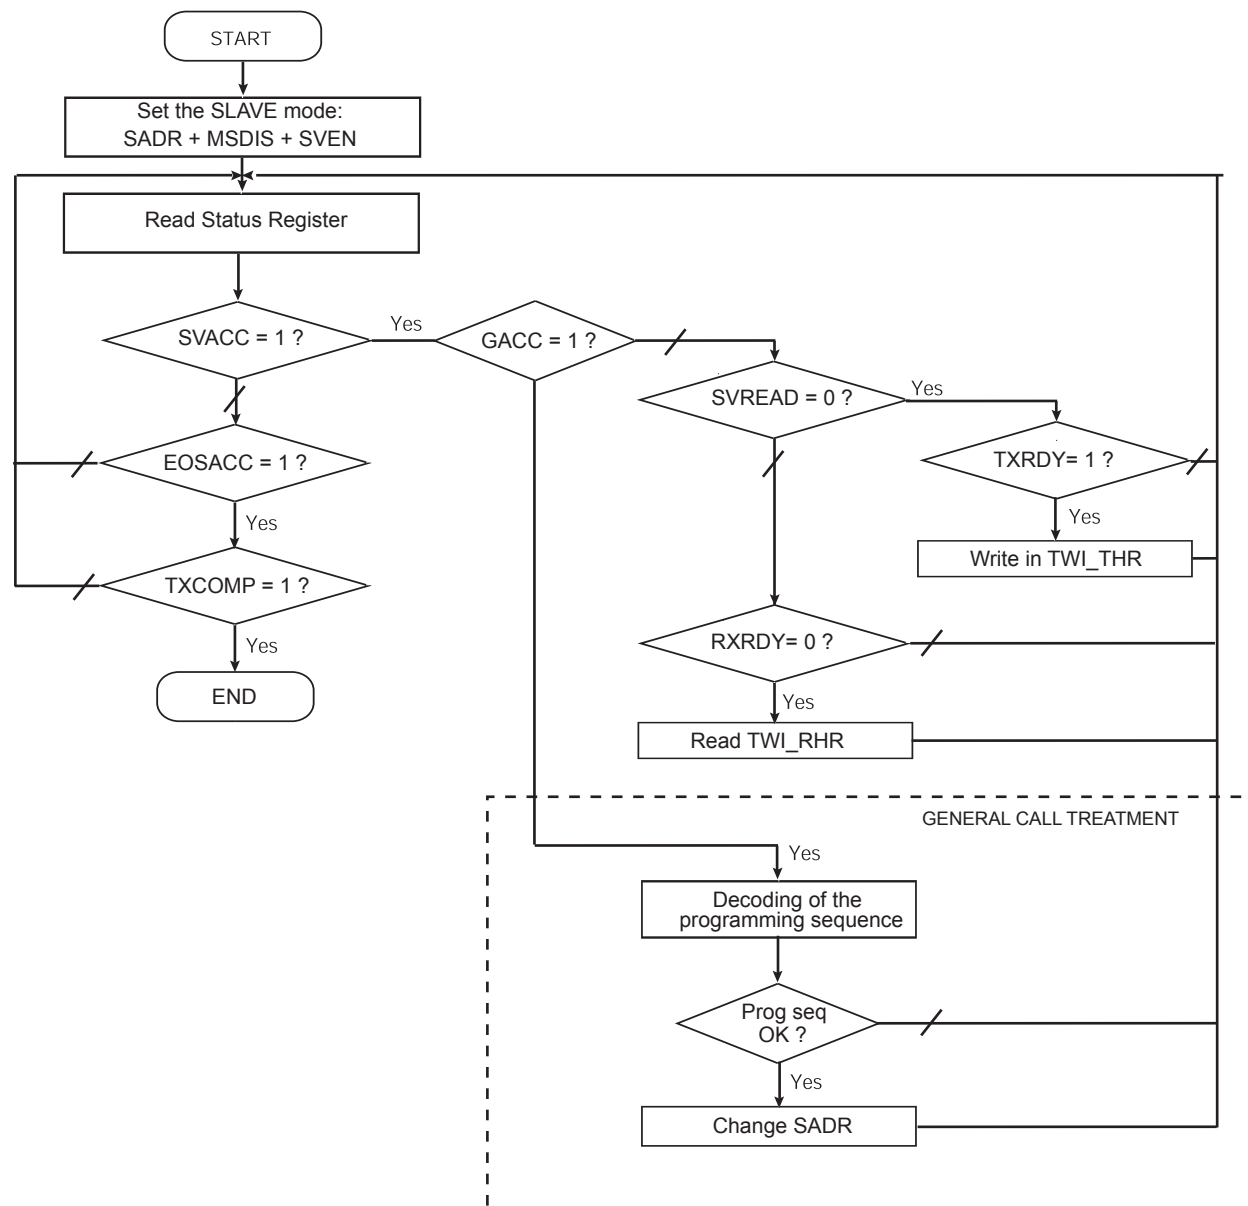 START
Set the SLAVE mode:
SADR + MSDIS + SVEN
Read Status Register
SVACC = 1 ?
Yes
GACC = 1 ?
SVREAD = 0 ?
Yes
EOSACC = 1 ?
TXRDY= 1 ?
Yes
Yes
Write in TWI_THR
TXCOMP = 1 ?
Yes
RXRDY= 0 ?
END
Yes
Read TWI_RHR
GENERAL CALL TREATMENT
Yes
Decoding of the
programming sequence
Prog seq
OK ?
Yes
Change SADR